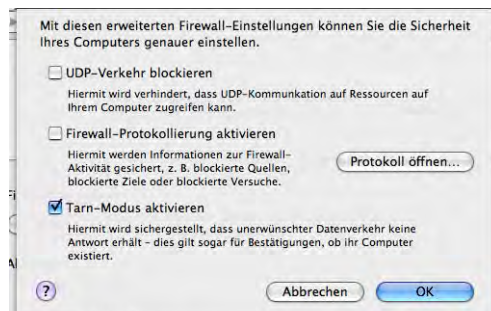 Mit diesen erweiterten Firewall-Einstellungen können Sie die Sicherheit
Ihres Computers genauer einstellen.
UDP-Verkehr blockieren
Hiermit wird verhindert, dass UDP-Kommunkation auf Ressourcen auf
Ihrem Computer zugreifen kann.
Firewall-Protokollierung aktivieren
Hiermit werden Informationen zur Firewall-
Aktivität gesichert, z. B. blockierte Quellen,
blockierte Ziele oder blockierte Versuche.
Protokoll öffnen...
Tarn-Modus aktivieren
Hiermit wird sichergestellt, dass unerwünschter Datenverkehr keine
Antwort erhält – dies gilt sogar für Bestätigungen, ob ihr Computer
existiert.
?
Abbrechen
OK